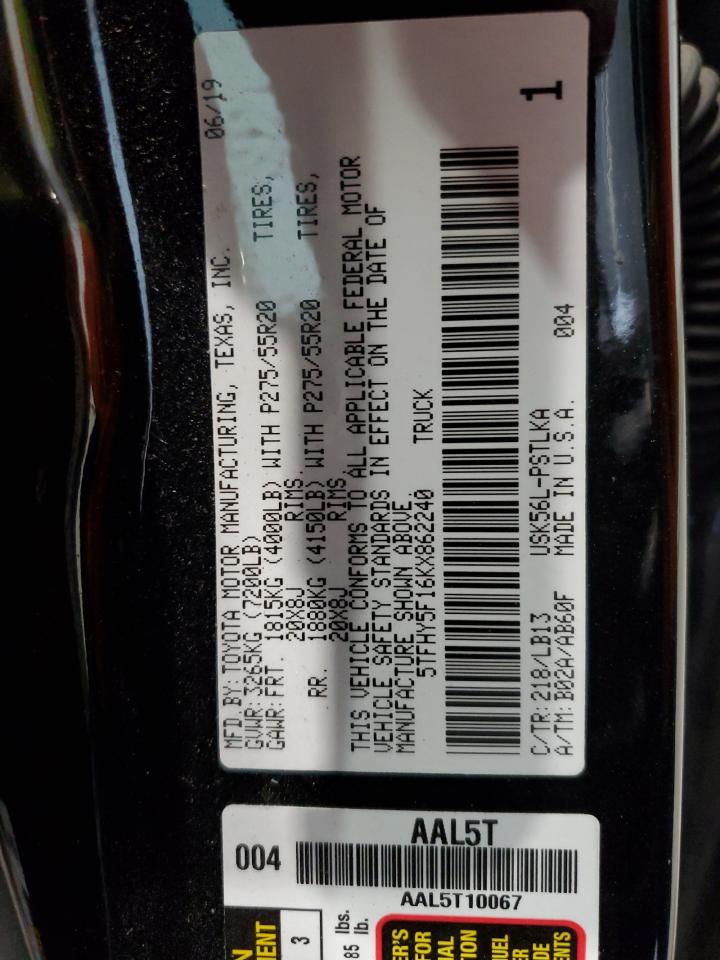 06/19
MFD.BY: TOYOTA MOTOR MANUFACTURING, TEXAS, INC.
GVWR: 3265KG (7200LB)
GAWR: FRT. 1815KG (4000LB) WITH P275/55R20 TIRES,
20X8J RIMS.
RR. 1880KG (4150LB) WITH P275/55R20 TIRES,
20X8J RIMS
THIS VEHICLE CONFORMS TO ALL APPLICABLE FEDERAL MOTOR
VEHICLE SAFETY STANDARDS IN EFFECT ON THE DATE OF
MANUFACTURE SHOWN ABOVE
5TFHY5F16KX862240 TRUCK
C/TR: 218/LB13 USK56L-PSTLKA 004
A/TM: B02A/AB60F MADE IN U.S.A.
1
AAL5T
004
AAL5T10067
3
lbs.
85 lb.